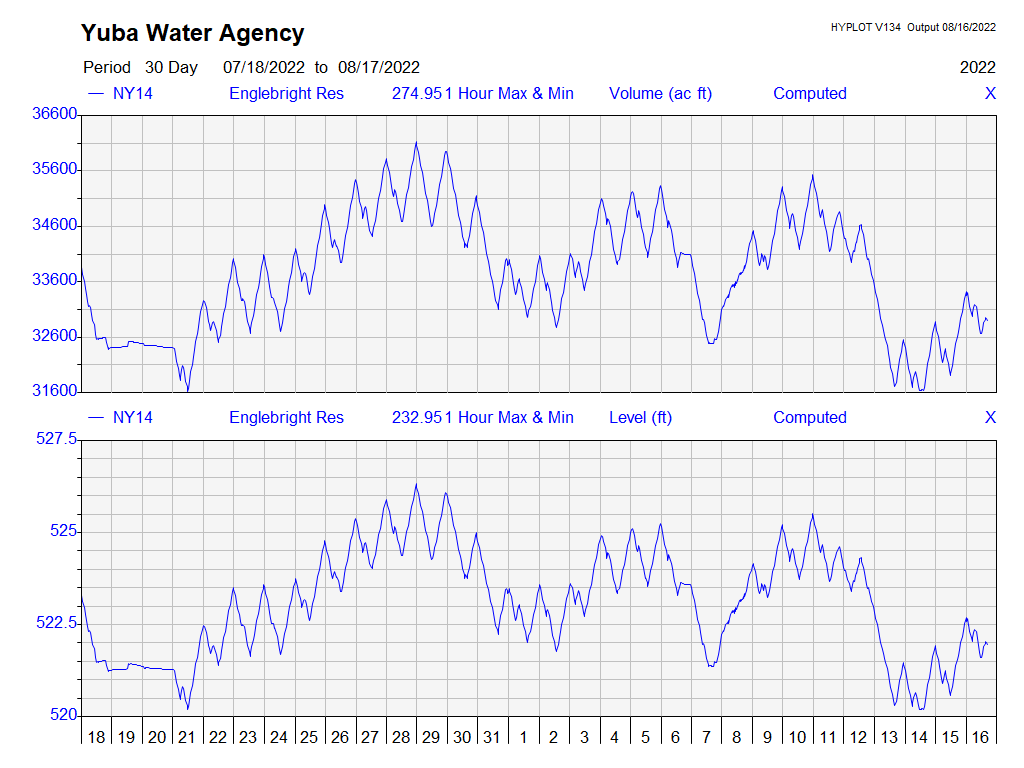 Yuba Water Agency
HYPLOT V134 Output 08/16/2022
Period 30 Day 07/18/2022 to 08/17/2022
2022
NY14 Englebright Res 274.951 Hour Max & Min Volume (ac ft) Computed X
36600
35600
34600
33600
32600
31600
NY14 Englebright Res 232.951 Hour Max & Min Level (ft) Computed X
527.5
525
522.5
520
18 19 20 21 22 23 24 25 26 27 28 29 30 31 1 2 3 4 5 6 7 8 9 10 11 12 13 14 15 16